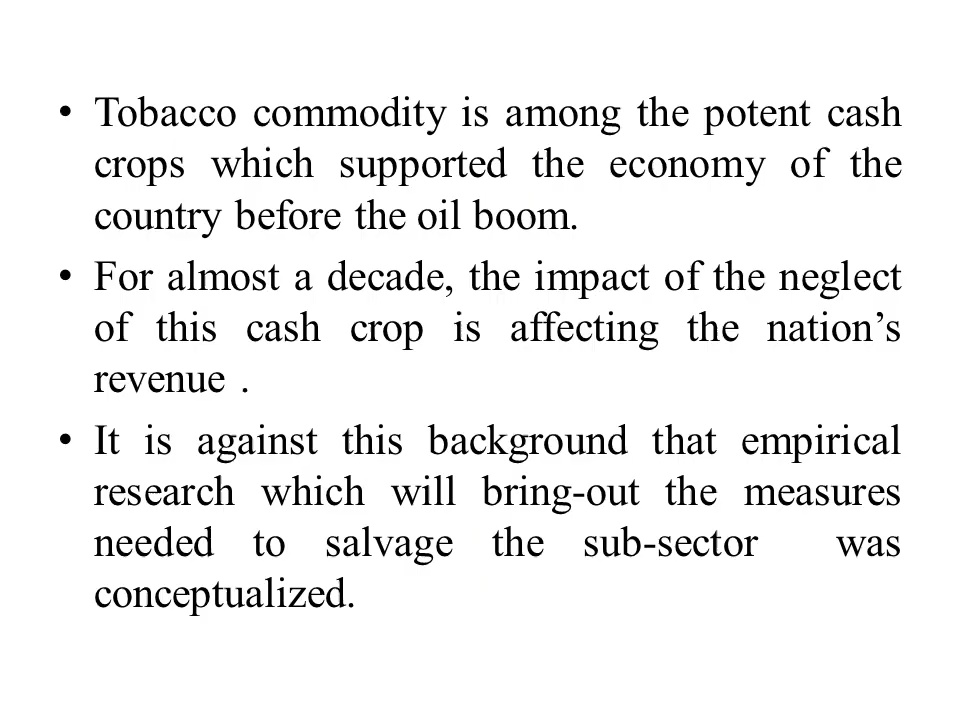 • Tobacco commodity is among the potent cash
crops which supported the economy of the
country before the oil boom.
• For almost a decade, the impact of the neglect
of this cash crop is affecting the nation’s
revenue .
• It is against this background that empirical
research which will bring-out the measures
needed to salvage the sub-sector was
conceptualized.